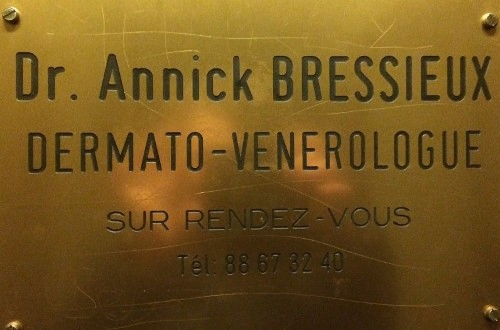 Dr. Annick BRESSIEUX
DERMATO-VENEROLOGUE
SUR RENDEZ-VOUS
Tél: 88 67 32 40